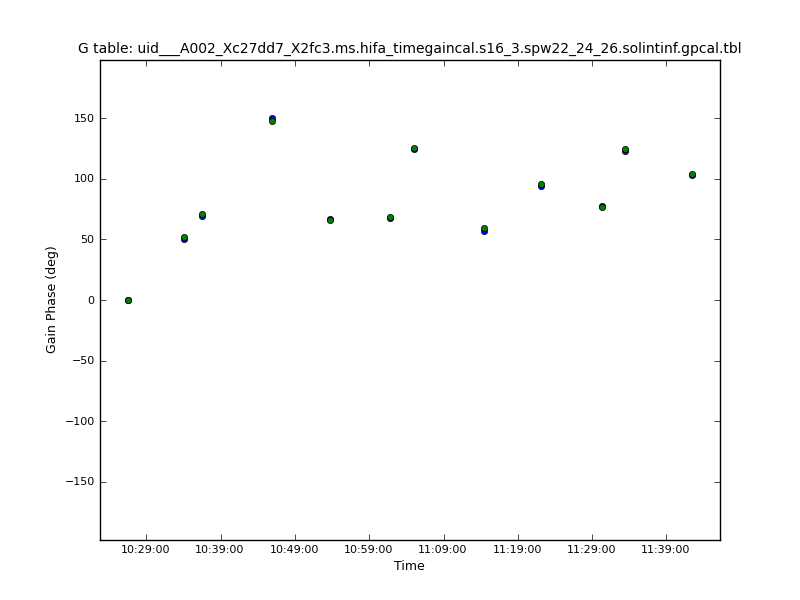 G table: uid___A002_Xc27dd7_X2fc3.ms.hifa_timegaincal.s16_3.spw22_24_26.solintinf.gpcal.tbl
150
100
50
0
−50
−100
−150
Gain Phase (deg)
10:29:00 10:39:00 10:49:00 10:59:00 11:09:00 11:19:00 11:29:00 11:39:00
Time